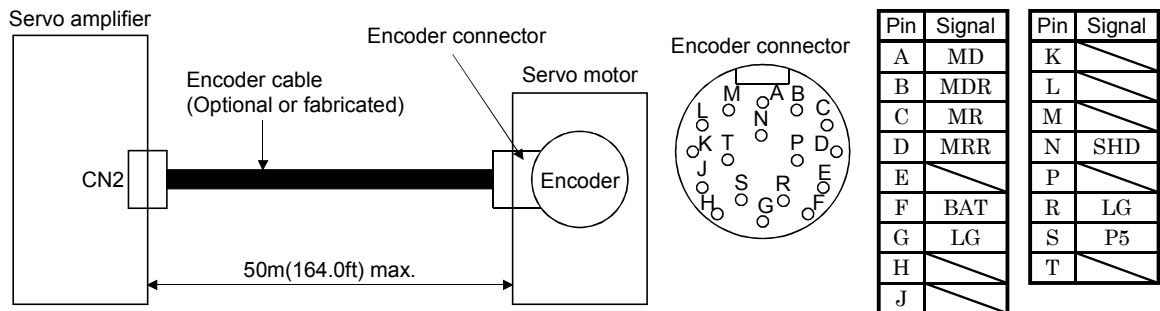 Servo amplifier
CN2
Encoder cable
(Optional or fabricated)
Encoder connector
Servo motor
Encoder
50m(164.0ft) max.
Encoder connector
M
A
B
L
N
C
K
T
P
D
J
S
R
E
H
G
F
Pin Signal
A MD
B MDR
C MR
D MRR
E
F BAT
G LG
H
J
Pin Signal
K
L
M
N SHD
P
R LG
S P5
T